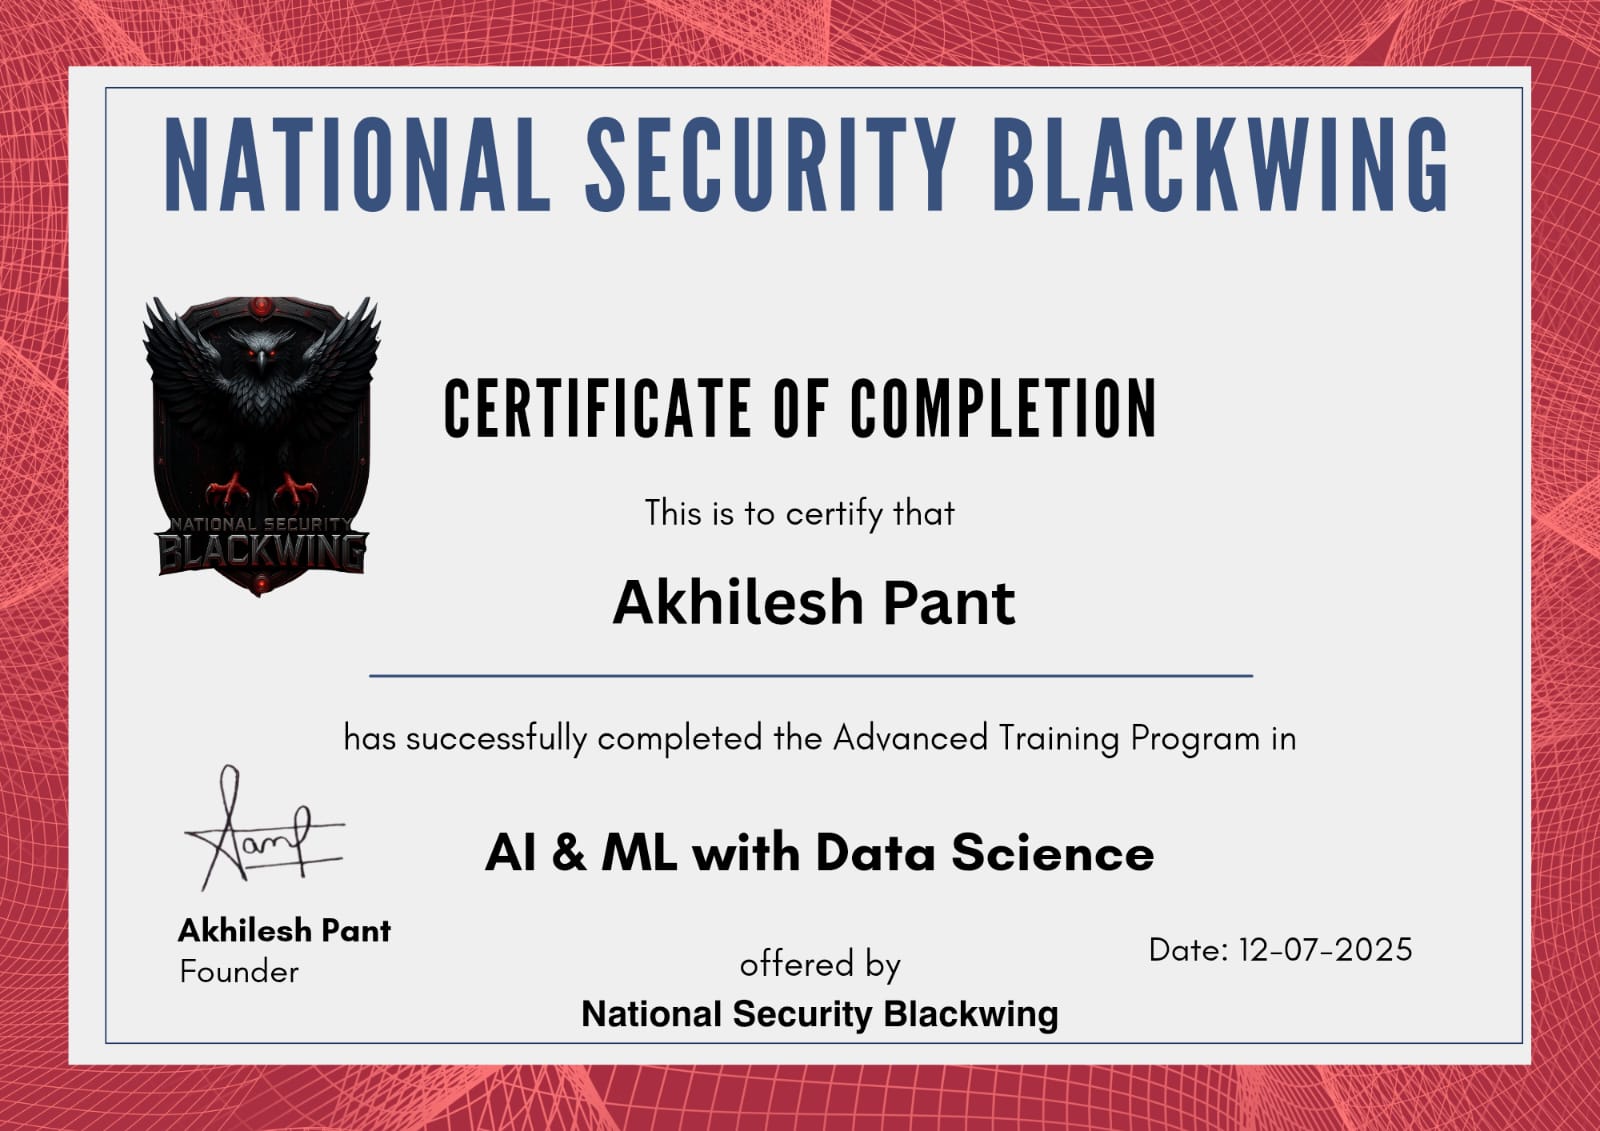 NATIONAL SECURITY BLACKWING
NATIONAL SECURITY
BLACKWING
CERTIFICATE OF COMPLETION
This is to certify that
Akhilesh Pant
has successfully completed the Advanced Training Program in
AI & ML with Data Science
Pant
Akhilesh Pant
Founder
Date: 12-07-2025
offered by
National Security Blackwing